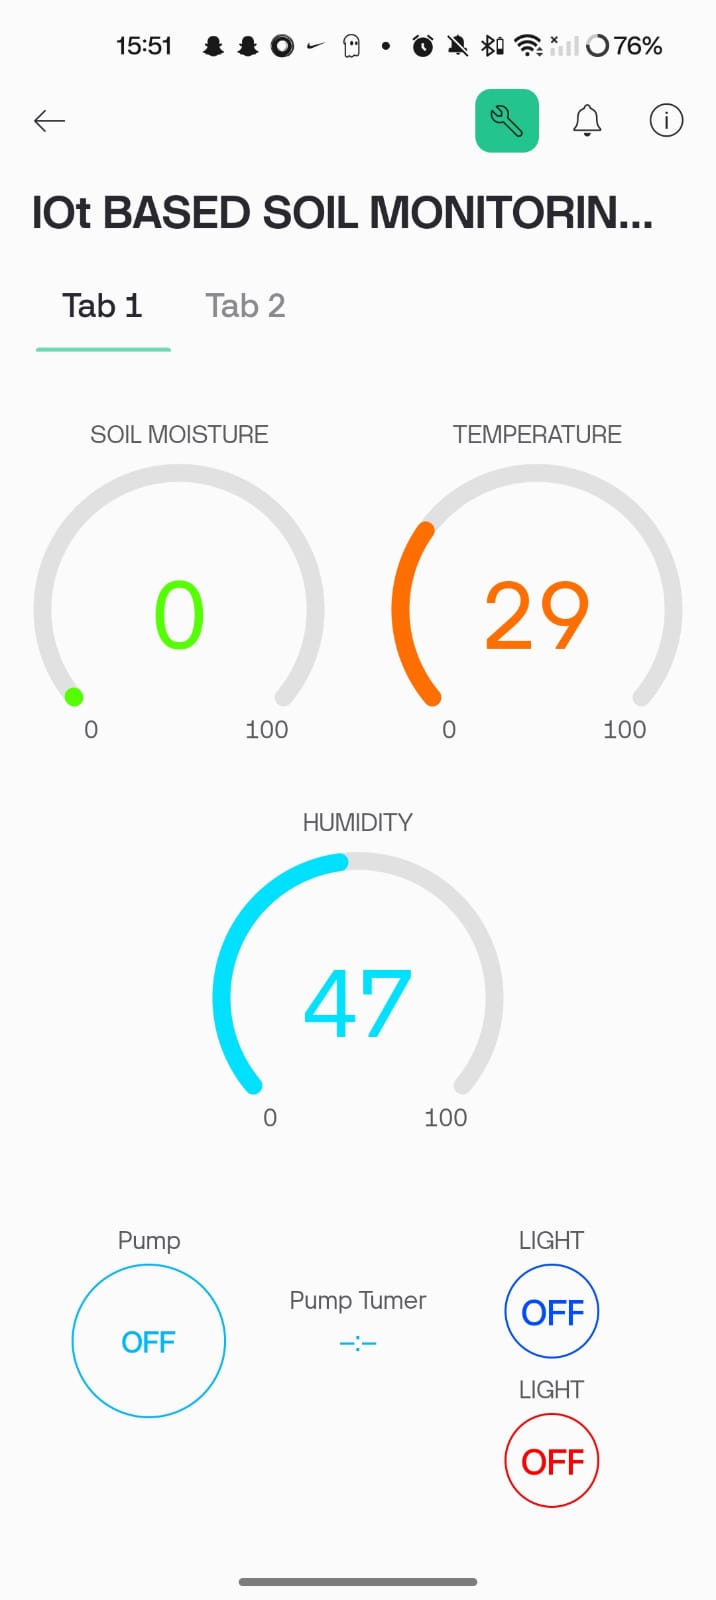 15:51 76%
IOt BASED SOIL MONITORIN...
Tab 1 Tab 2
SOIL MOISTURE TEMPERATURE
0 29
0 100 0 100
HUMIDITY
47
0 100
Pump LIGHT
Pump Tumer
OFF OFF
--:--
LIGHT
OFF